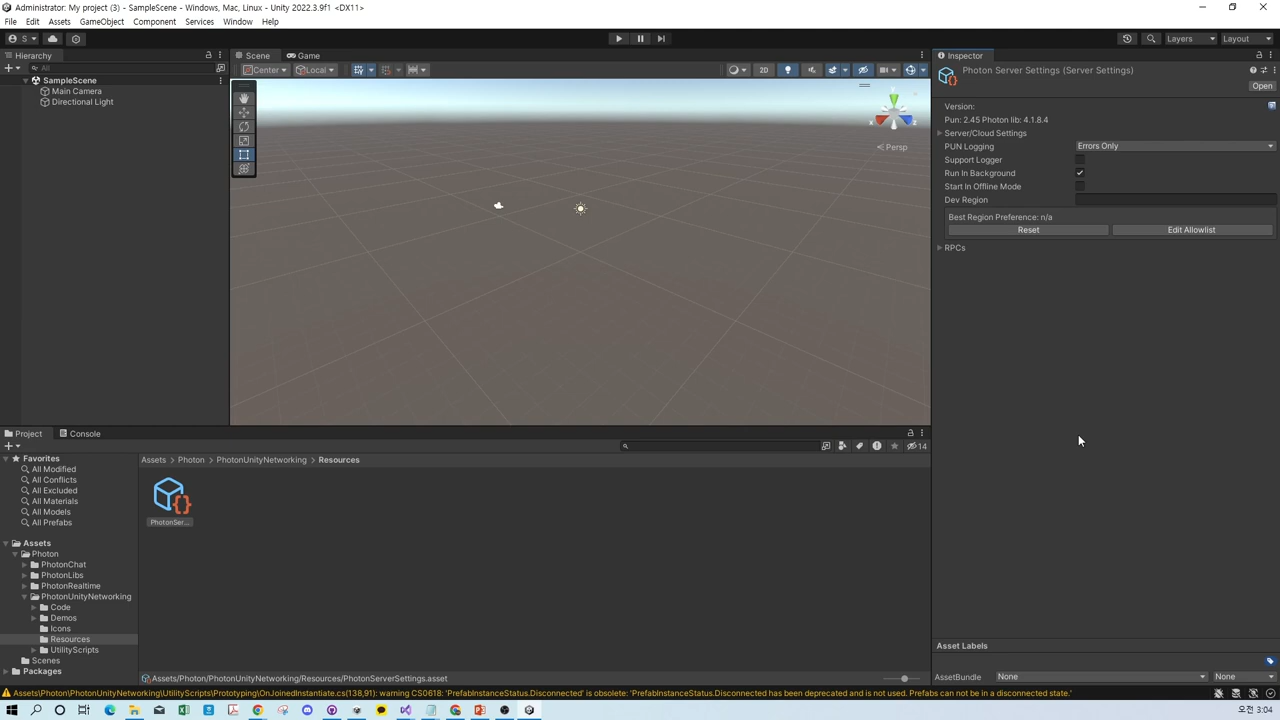 Administrator: My project (3) - SampleScene - Windows, Mac, Linux - Unity 2022.3.9f1 <DX11>
File Edit Assets GameObject Component Services Window Help
S
Layers Layout
Hierarchy
All
SampleScene
Main Camera
Directional Light
Scene Game
Center Local 2D
Persp
Inspector
Photon Server Settings (Server Settings)
Open
Version:
Pun: 2.45 Photon lib: 4.1.8.4
Server/Cloud Settings
PUN Logging Errors Only
Support Logger
Run In Background
Start In Offline Mode
Dev Region
Best Region Preference: n/a
Reset Edit Allowlist
RPCs
Project Console
14
Favorites
All Modified
All Conflicts
All Excluded
All Materials
All Models
All Prefabs
Assets
Photon
PhotonChat
PhotonLibs
PhotonRealtime
PhotonUnityNetworking
Code
Demos
Icons
Resources
UtilityScripts
Scenes
Packages
Assets > Photon > PhotonUnityNetworking > Resources
PhotonSer...
Assets/Photon/PhotonUnityNetworking/Resources/PhotonServerSettings.asset
Asset Labels
AssetBundle None None
Assets\Photon\PhotonUnityNetworking\UtilityScripts\Prototyping\OnJoinedInstantiate.cs(138,91): warning CS0618: 'PrefabInstanceStatus.Disconnected' is obsolete: 'PrefabInstanceStatus.Disconnected has been deprecated and is not used. Prefabs can not be in a disconnected state.'
오전 3:04